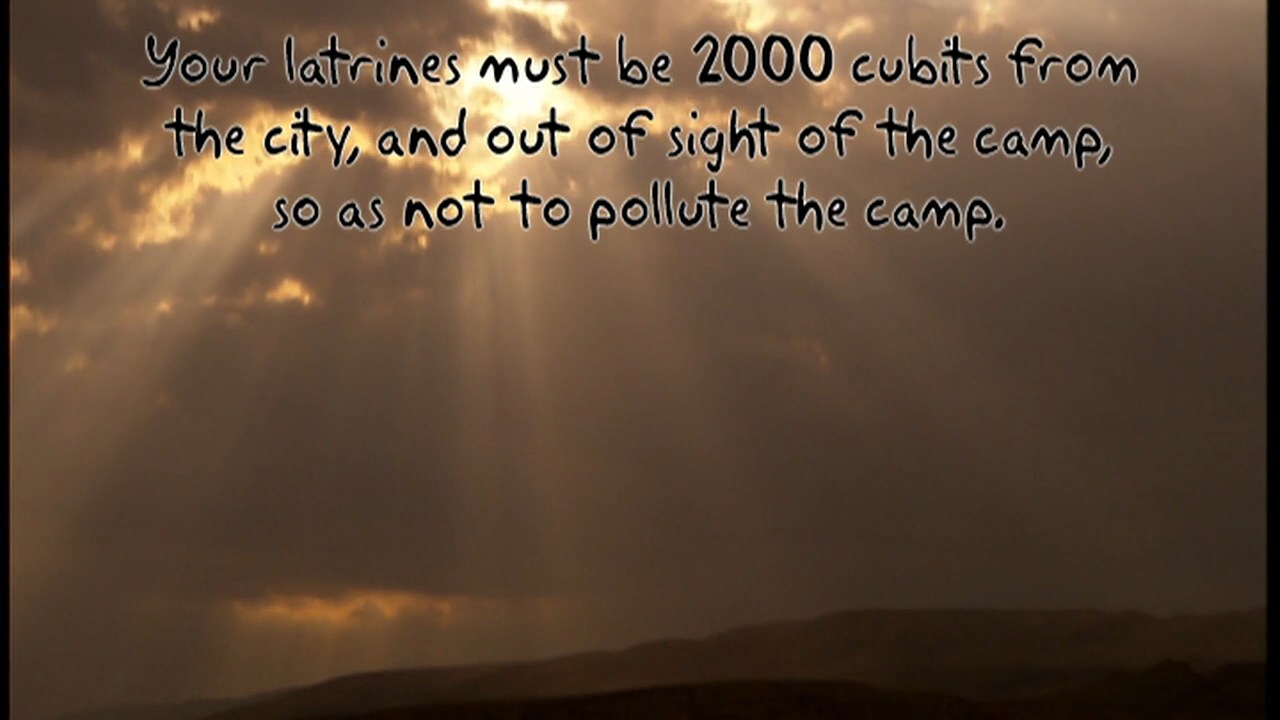 Your latrines must be 2000 cubits from
the city, and out of sight of the camp,
so as not to pollute the camp.